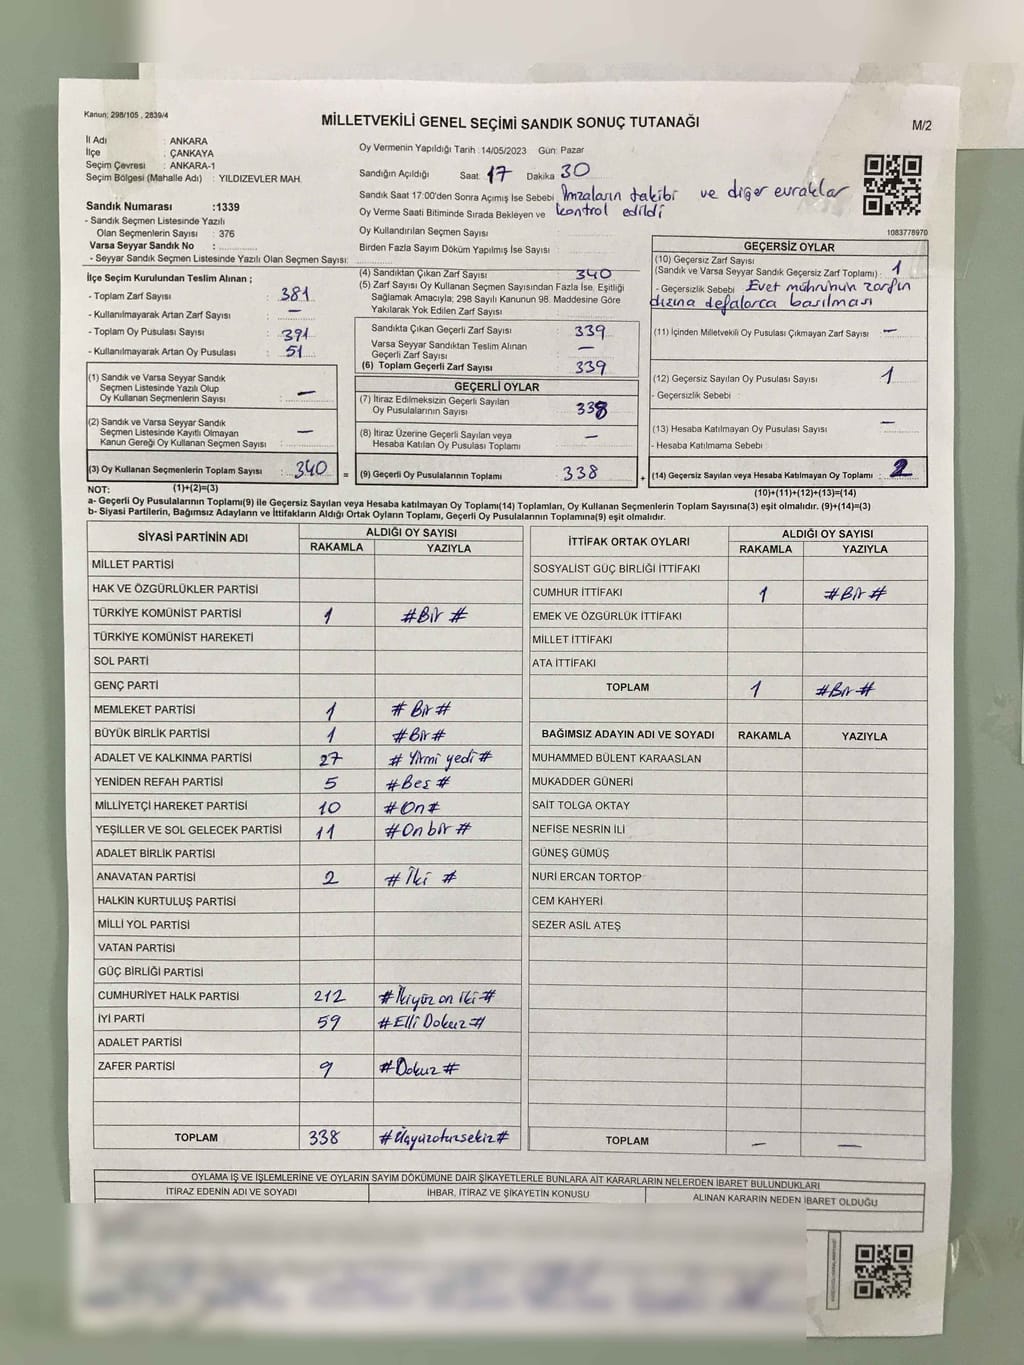 Kanun; 298/105 , 2839/4
MİLLETVEKİLİ GENEL SEÇİMİ SANDIK SONUÇ TUTANAĞI
M/2
İl Adı : ANKARA
İlçe : ÇANKAYA
Seçim Çevresi : ANKARA-1
Seçim Bölgesi (Mahalle Adı) : YILDIZEVLER MAH.
Sandık Numarası :1339
- Sandık Seçmen Listesinde Yazılı
Olan Seçmenlerin Sayısı : 376
Varsa Seyyar Sandık No :
- Seyyar Sandık Seçmen Listesinde Yazılı Olan Seçmen Sayısı:
Oy Vermenin Yapıldığı Tarih :14/05/2023 Gün: Pazar
Sandığın Açıldığı Saat: 17 Dakika 30
Sandık Saat 17:00'den Sonra Açımış İse Sebebi İmzaların takibi ve diğer evraklar
Oy Verme Saati Bitiminde Sırada Bekleyen ve kontrol edildi
Oy Kullandırılan Seçmen Sayısı
Birden Fazla Sayım Döküm Yapılmış İse Sayısı
1083778970
İlçe Seçim Kurulundan Teslim Alınan ;
- Toplam Zarf Sayısı : 381
- Kullanılmayarak Artan Zarf Sayısı : —
- Toplam Oy Pusulası Sayısı : 391
- Kullanılmayarak Artan Oy Pusulası : 51
(1) Sandık ve Varsa Seyyar Sandık
Seçmen Listesinde Yazılı Olup
Oy Kullanan Seçmenlerin Sayısı : —
(2) Sandık ve Varsa Seyyar Sandık
Seçmen Listesinde Kayıtlı Olmayan
Kanun Gereği Oy Kullanan Seçmen Sayısı : —
(3) Oy Kullanan Seçmenlerin Toplam Sayısı : 340
(4) Sandıktan Çıkan Zarf Sayısı 340
(5) Zarf Sayısı Oy Kullanan Seçmen Sayısından Fazla İse, Eşitliği
Sağlamak Amacıyla; 298 Sayılı Kanunun 98. Maddesine Göre
Yakılarak Yok Edilen Zarf Sayısı
Sandıkta Çıkan Geçerli Zarf Sayısı : 339
Varsa Seyyar Sandıktan Teslim Alınan
Geçerli Zarf Sayısı : —
(6) Toplam Geçerli Zarf Sayısı : 339
GEÇERLİ OYLAR
(7) İtiraz Edilmeksizin Geçerli Sayılan
Oy Pusulalarının Sayısı : 338
(8) İtiraz Üzerine Geçerli Sayılan veya
Hesaba Katılan Oy Pusulası Toplamı : —
= (9) Geçerli Oy Pusulalarının Toplamı : 338
GEÇERSİZ OYLAR
(10) Geçersiz Zarf Sayısı
(Sandık ve Varsa Seyyar Sandık Geçersiz Zarf Toplamı) : 1
- Geçersizlik Sebebi : Evet mührünün zarfın
dışına defalarca basılması
(11) İçinden Milletvekili Oy Pusulası Çıkmayan Zarf Sayısı : —
(12) Geçersiz Sayılan Oy Pusulası Sayısı : 1
- Geçersizlik Sebebi :
(13) Hesaba Katılmayan Oy Pusulası Sayısı : —
- Hesaba Katılmama Sebebi :
+ (14) Geçersiz Sayılan veya Hesaba Katılmayan Oy Toplamı : 2
NOT: (1)+(2)=(3)
(10)+(11)+(12)+(13)=(14)
a- Geçerli Oy Pusulalarının Toplamı(9) ile Geçersiz Sayılan veya Hesaba katılmayan Oy Toplamı(14) Toplamları, Oy Kullanan Seçmenlerin Toplam Sayısına(3) eşit olmalıdır. (9)+(14)=(3)
b- Siyasi Partilerin, Bağımsız Adayların ve İttifakların Aldığı Ortak Oyların Toplamı, Geçerli Oy Pusulalarının Toplamına(9) eşit olmalıdır.
SİYASİ PARTİNİN ADI ALDIĞI OY SAYISI
RAKAMLA YAZIYLA
MİLLET PARTİSİ
HAK VE ÖZGÜRLÜKLER PARTİSİ
TÜRKİYE KOMÜNİST PARTİSİ 1 #Bir #
TÜRKİYE KOMÜNİST HAREKETİ
SOL PARTİ
GENÇ PARTİ
MEMLEKET PARTİSİ 1 # Bir #
BÜYÜK BİRLİK PARTİSİ 1 #Bir#
ADALET VE KALKINMA PARTİSİ 27 # Yirmi yedi #
YENİDEN REFAH PARTİSİ 5 #Beş #
MİLLİYETÇİ HAREKET PARTİSİ 10 #On#
YEŞİLLER VE SOL GELECEK PARTİSİ 11 #On bir #
ADALET BİRLİK PARTİSİ
ANAVATAN PARTİSİ 2 # İki #
HALKIN KURTULUŞ PARTİSİ
MİLLİ YOL PARTİSİ
VATAN PARTİSİ
GÜÇ BİRLİĞİ PARTİSİ
CUMHURİYET HALK PARTİSİ 212 #İkiyüz on iki #
İYİ PARTİ 59 #Elli Dokuz #
ADALET PARTİSİ
ZAFER PARTİSİ 9 #Dokuz #
TOPLAM 338 #Üçyüzotuzsekiz#
İTTİFAK ORTAK OYLARI ALDIĞI OY SAYISI
RAKAMLA YAZIYLA
SOSYALİST GÜÇ BİRLİĞİ İTTİFAKI
CUMHUR İTTİFAKI 1 #Bir #
EMEK VE ÖZGÜRLÜK İTTİFAKI
MİLLET İTTİFAKI
ATA İTTİFAKI
TOPLAM 1 #Bir #
BAĞIMSIZ ADAYIN ADI VE SOYADI RAKAMLA YAZIYLA
MUHAMMED BÜLENT KARAASLAN
MUKADDER GÜNERİ
SAİT TOLGA OKTAY
NEFİSE NESRİN İLİ
GÜNEŞ GÜMÜŞ
NURİ ERCAN TORTOP
CEM KAHYERİ
SEZER ASİL ATEŞ
TOPLAM — —
OYLAMA İŞ VE İŞLEMLERİNE VE OYLARIN SAYIM DÖKÜMÜNE DAİR ŞİKAYETLERLE BUNLARA AİT KARARLARIN NELERDEN İBARET BULUNDUKLARI
İTİRAZ EDENİN ADI VE SOYADI İHBAR, İTİRAZ VE ŞİKAYETİN KONUSU ALINAN KARARIN NEDEN İBARET OLDUĞU